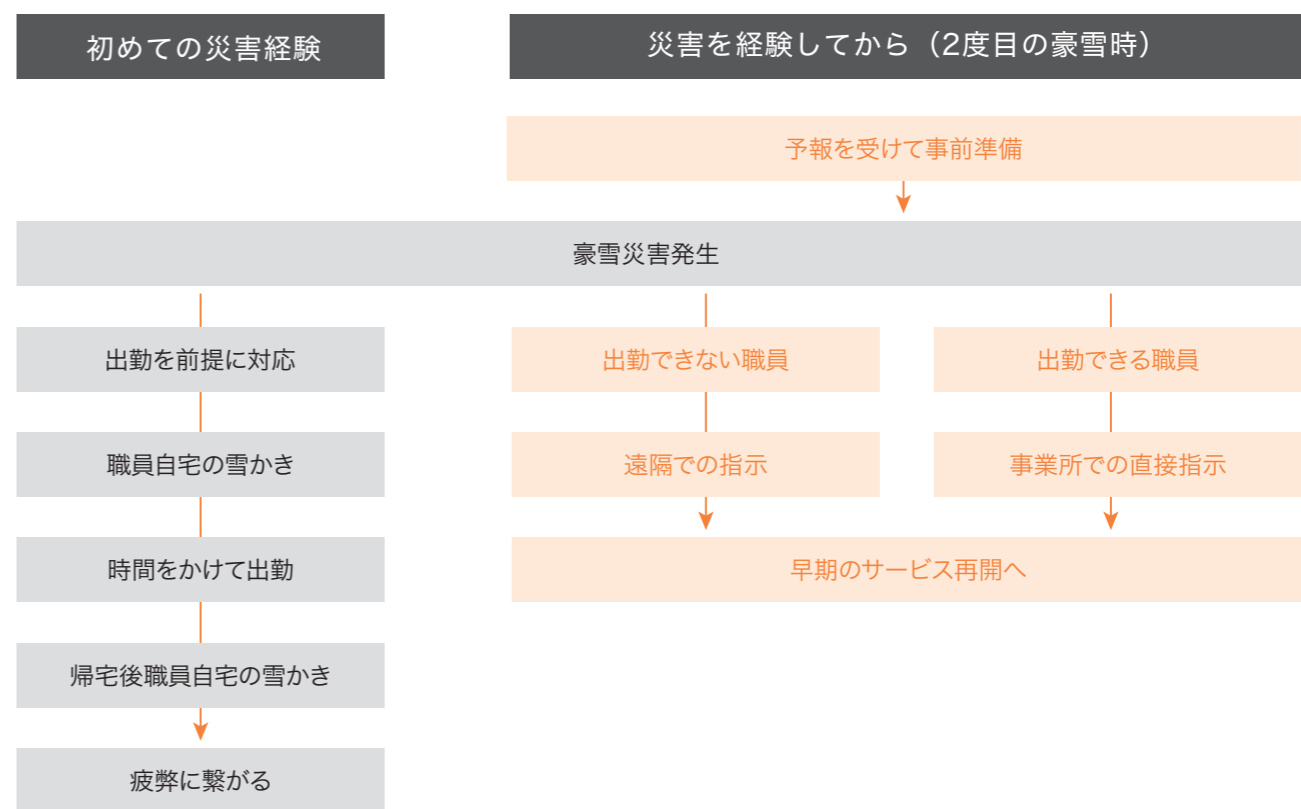 初めての災害経験
災害を経験してから（2度目の豪雪時）
予報を受けて事前準備
豪雪災害発生
出勤を前提に対応
出勤できない職員
出勤できる職員
職員自宅の雪かき
遠隔での指示
事業所での直接指示
時間をかけて出勤
早期のサービス再開へ
帰宅後職員自宅の雪かき
疲弊に繋がる